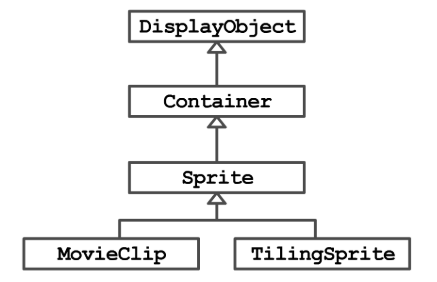 DisplayObject
Container
Sprite
MovieClip
TilingSprite